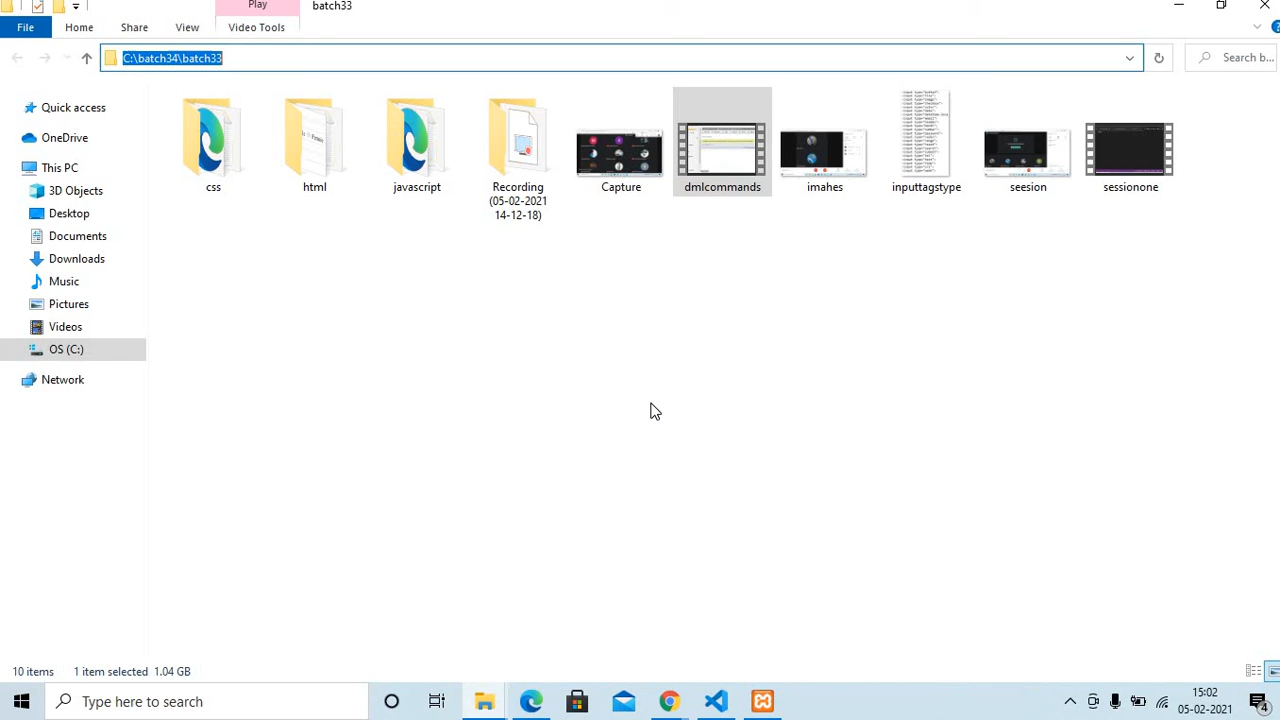 Play
batch33
File
Home
Share
View
Video Tools
C:\batch34\batch33
Search b...
Quick access
OneDrive
This PC
3D Objects
Desktop
Documents
Downloads
Music
Pictures
Videos
OS (C:)
Network
css
html
javascript
Recording
(05-02-2021
14-12-18)
Capture
dmlcommands
imahes
inputtagstype
seesion
sessionone
10 items
1 item selected 1.04 GB
Type here to search
15:02
05-02-2021
4